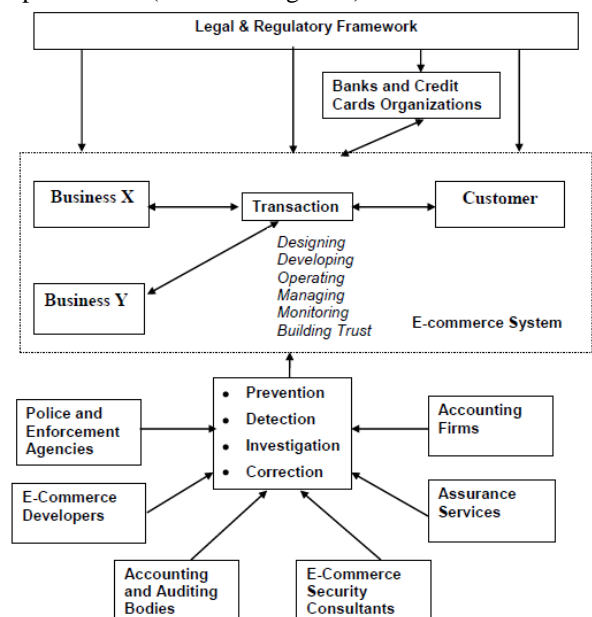 Legal & Regulatory Framework
Banks and Credit
Cards Organizations
Business X
Transaction
Customer
Designing
Developing
Operating
Managing
Monitoring
Building Trust
Business Y
E-commerce System
• Prevention
• Detection
• Investigation
• Correction
Police and
Enforcement
Agencies
Accounting
Firms
E-Commerce
Developers
Assurance
Services
Accounting
and Auditing
Bodies
E-Commerce
Security
Consultants